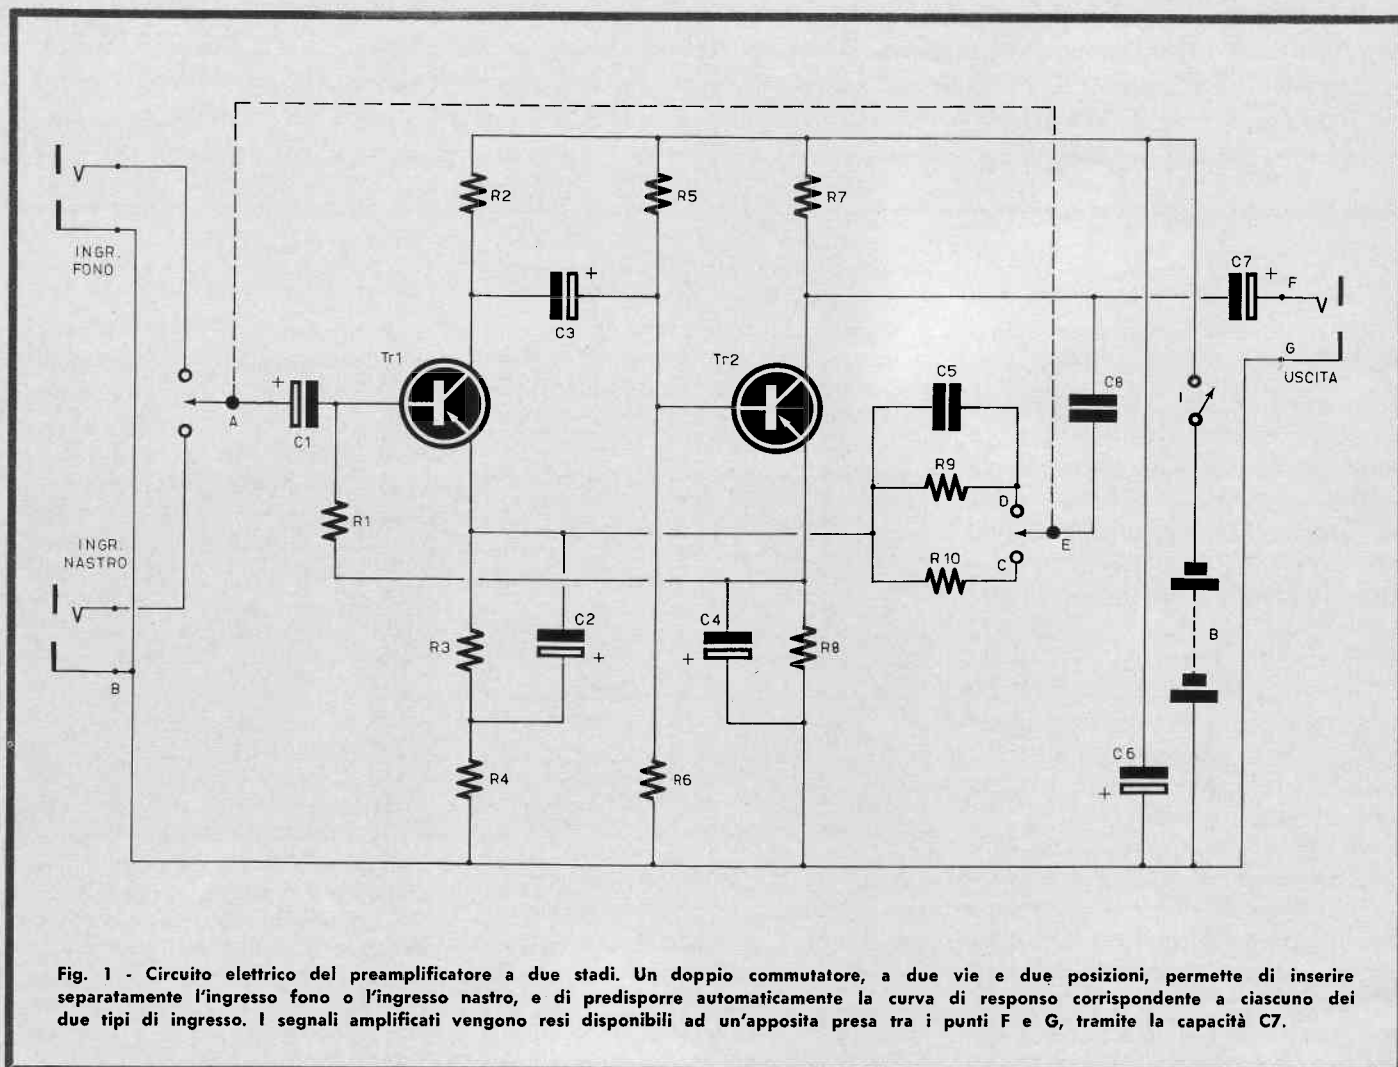 R2
R5
R7
INGR.
FONO
C3
+
C7
+
F
G
USCITA
Tr1
Tr2
C5
C8
I
+
A
C1
R9
D
R1
E
INGR.
NASTRO
R10
C
C2
C4
B
R3
+
+
R8
B
C6
+
R4
R6
Fig. 1 - Circuito elettrico del preamplificatore a due stadi. Un doppio commutatore, a due vie e due posizioni, permette di inserire
separatamente l'ingresso fono o l'ingresso nastro, e di predisporre automaticamente la curva di responso corrispondente a ciascuno dei
due tipi di ingresso. I segnali amplificati vengono resi disponibili ad un'apposita presa tra i punti F e G, tramite la capacità C7.